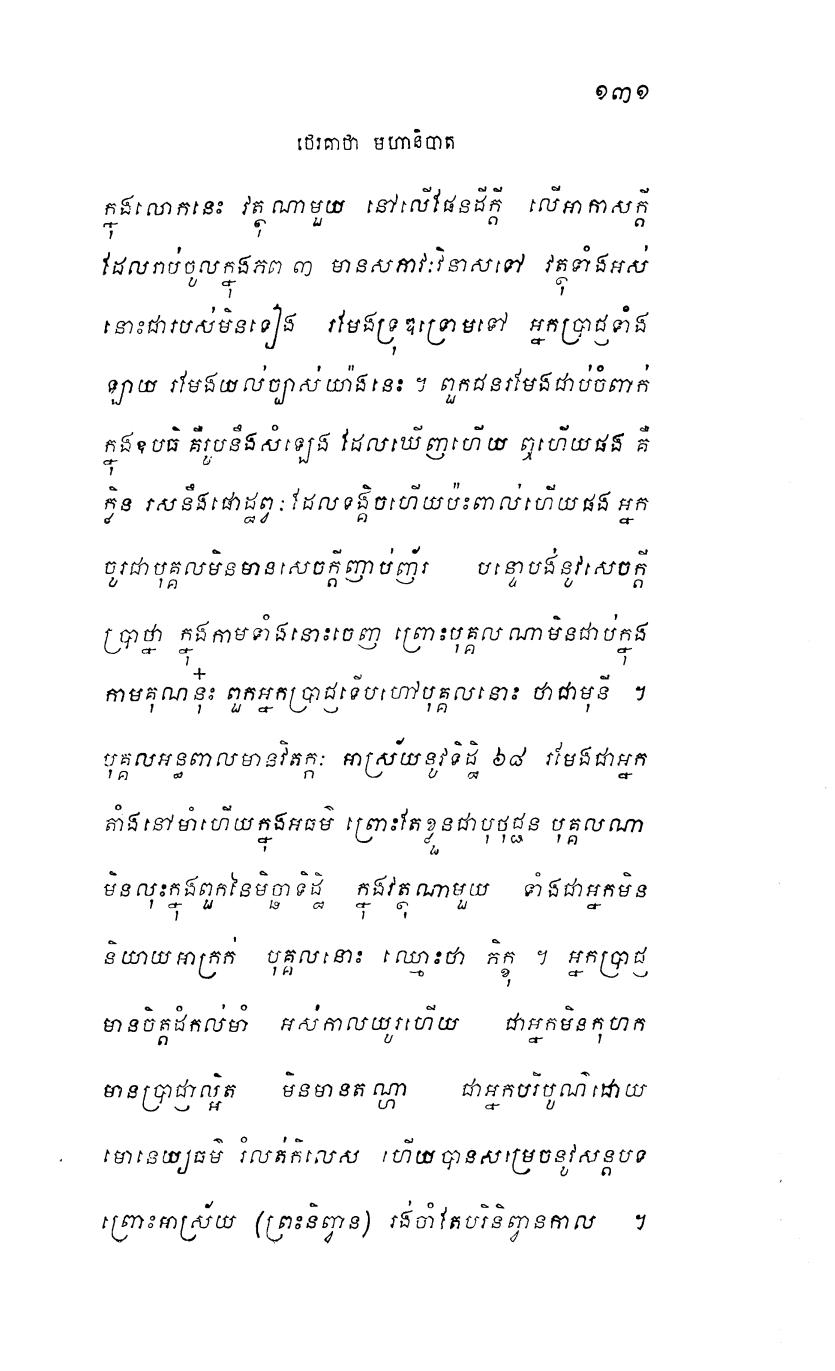 ១៣១
ថេរគាថា មហានិបាត
ក្នុងលោកនេះ វត្ថុណាមួយ នៅលើផែនដីក្តី លើអាកាសក្តី
ដែលរាប់ចូលក្នុងភព ៣ មានសភាវៈវិនាសទៅ វត្ថុទាំងអស់
នោះជារបស់មិនទៀង រមែងទ្រុឌទ្រោមទៅ អ្នកប្រាជ្ញទាំង
ឡាយ រមែងយល់ច្បាស់យ៉ាងនេះ ។ ពួកជនរមែងជាប់ចំពាក់
ក្នុងឧបធិ គឺរូបនឹងសំឡេង ដែលឃើញហើយ ឮហើយផង គឺ
ក្លិន រសនឹងផោដ្ឋព្វៈ ដែលទង្គិចហើយប៉ះពាល់ហើយផង អ្នក
ចូរជាបុគ្គលមិនមានសេចក្តីញាប់ញ័រ បន្ទោបង់នូវសេចក្តី
ប្រាថ្នា ក្នុងកាមទាំងនោះចេញ ព្រោះបុគ្គលណាមិនជាប់ក្នុង
កាមគុណនុ៎ះ ពួកអ្នកប្រាជ្ញទើបហៅបុគ្គលនោះ ថាជាមុនី ។
បុគ្គលអន្ធពាលមានវិតក្កៈ អាស្រ័យនូវទិដ្ឋិ ៦៨ រមែងជាអ្នក
តាំងនៅមាំហើយក្នុងអធម៌ ព្រោះតែខ្លួនជាបុថុជ្ជន បុគ្គលណា
មិនលុះក្នុងពួកនៃមិច្ឆាទិដ្ឋិ ក្នុងវត្ថុណាមួយ ទាំងជាអ្នកមិន
និយាយអាក្រក់ បុគ្គលនោះ ឈ្មោះថា ភិក្ខុ ។ អ្នកប្រាជ្ញ
មានចិត្តដំកល់មាំ អស់កាលយូរហើយ ជាអ្នកមិនកុហក
មានប្រាជ្ញាល្អិត មិនមានតណ្ហា ជាអ្នកបរិបូណ៌ដោយ
មោនេយ្យធម៌ រំលត់កិលេស ហើយបានសម្រេចនូវសន្តបទ
ព្រោះអាស្រ័យ (ព្រះនិព្វាន) រង់ចាំតែបរិនិព្វានកាល ។